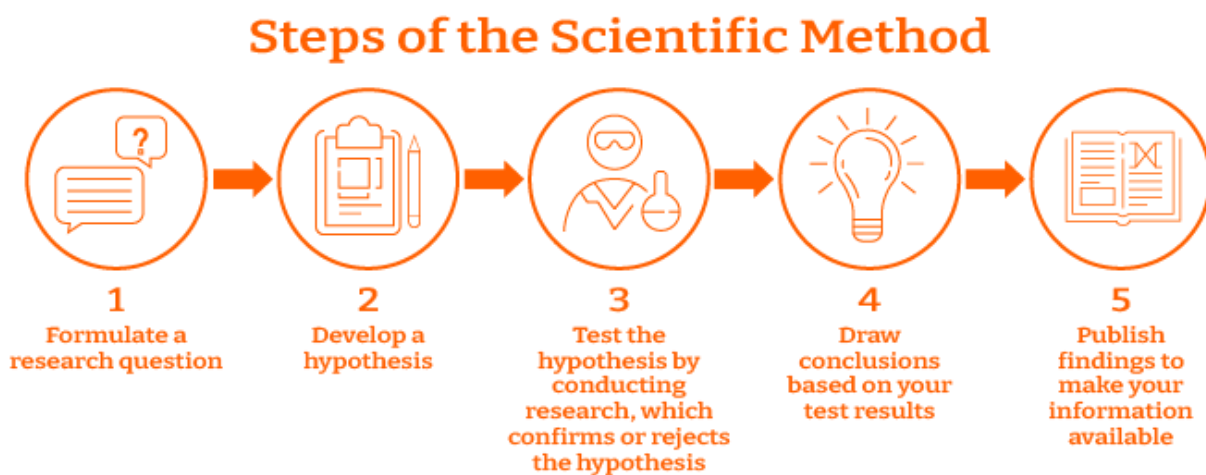 Steps of the Scientific Method
?
1
Formulate a
research question
2
Develop a
hypothesis
3
Test the
hypothesis by
conducting
research, which
confirms or rejects
the hypothesis
4
Draw
conclusions
based on your
test results
5
Publish
findings to
make your
information
available